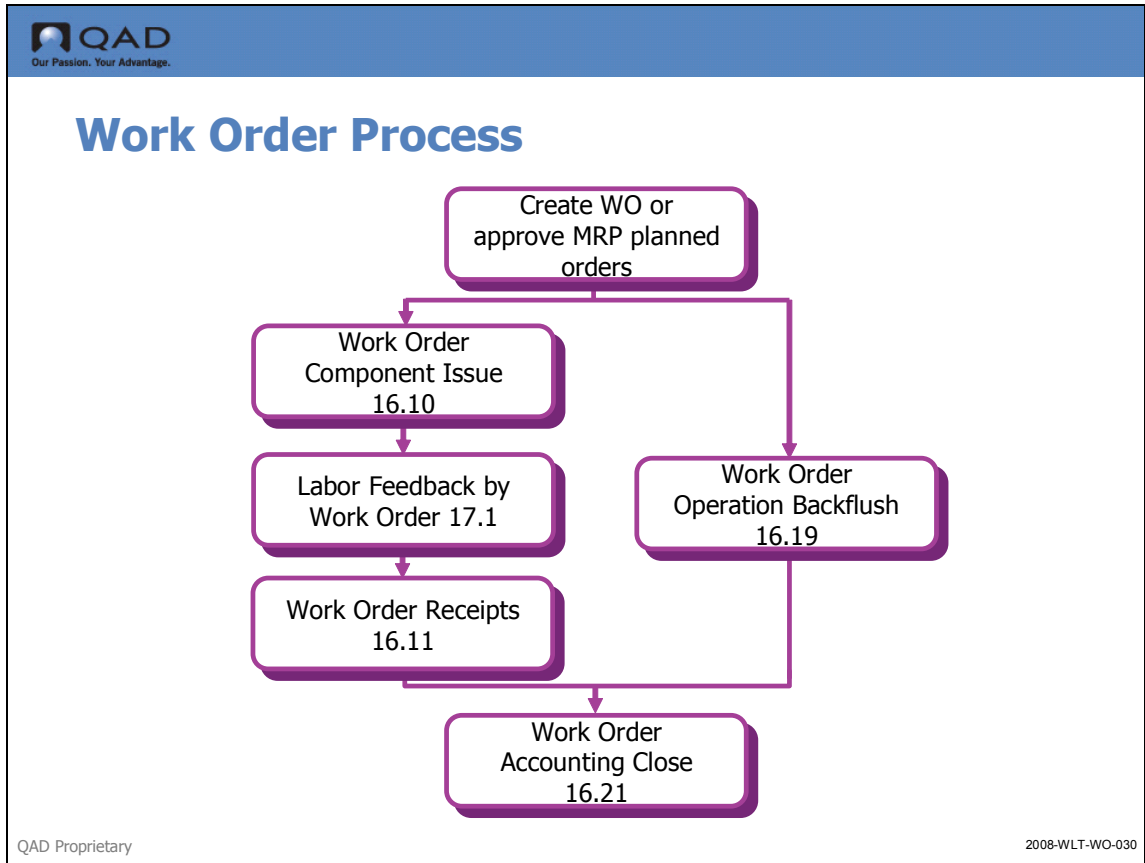 QAD
Our Passion. Your Advantage.
Work Order Process
Create WO or
approve MRP planned
orders
Work Order
Component Issue
16.10
Labor Feedback by
Work Order 17.1
Work Order
Operation Backflush
16.19
Work Order Receipts
16.11
Work Order
Accounting Close
16.21
QAD Proprietary
2008-WLT-WO-030